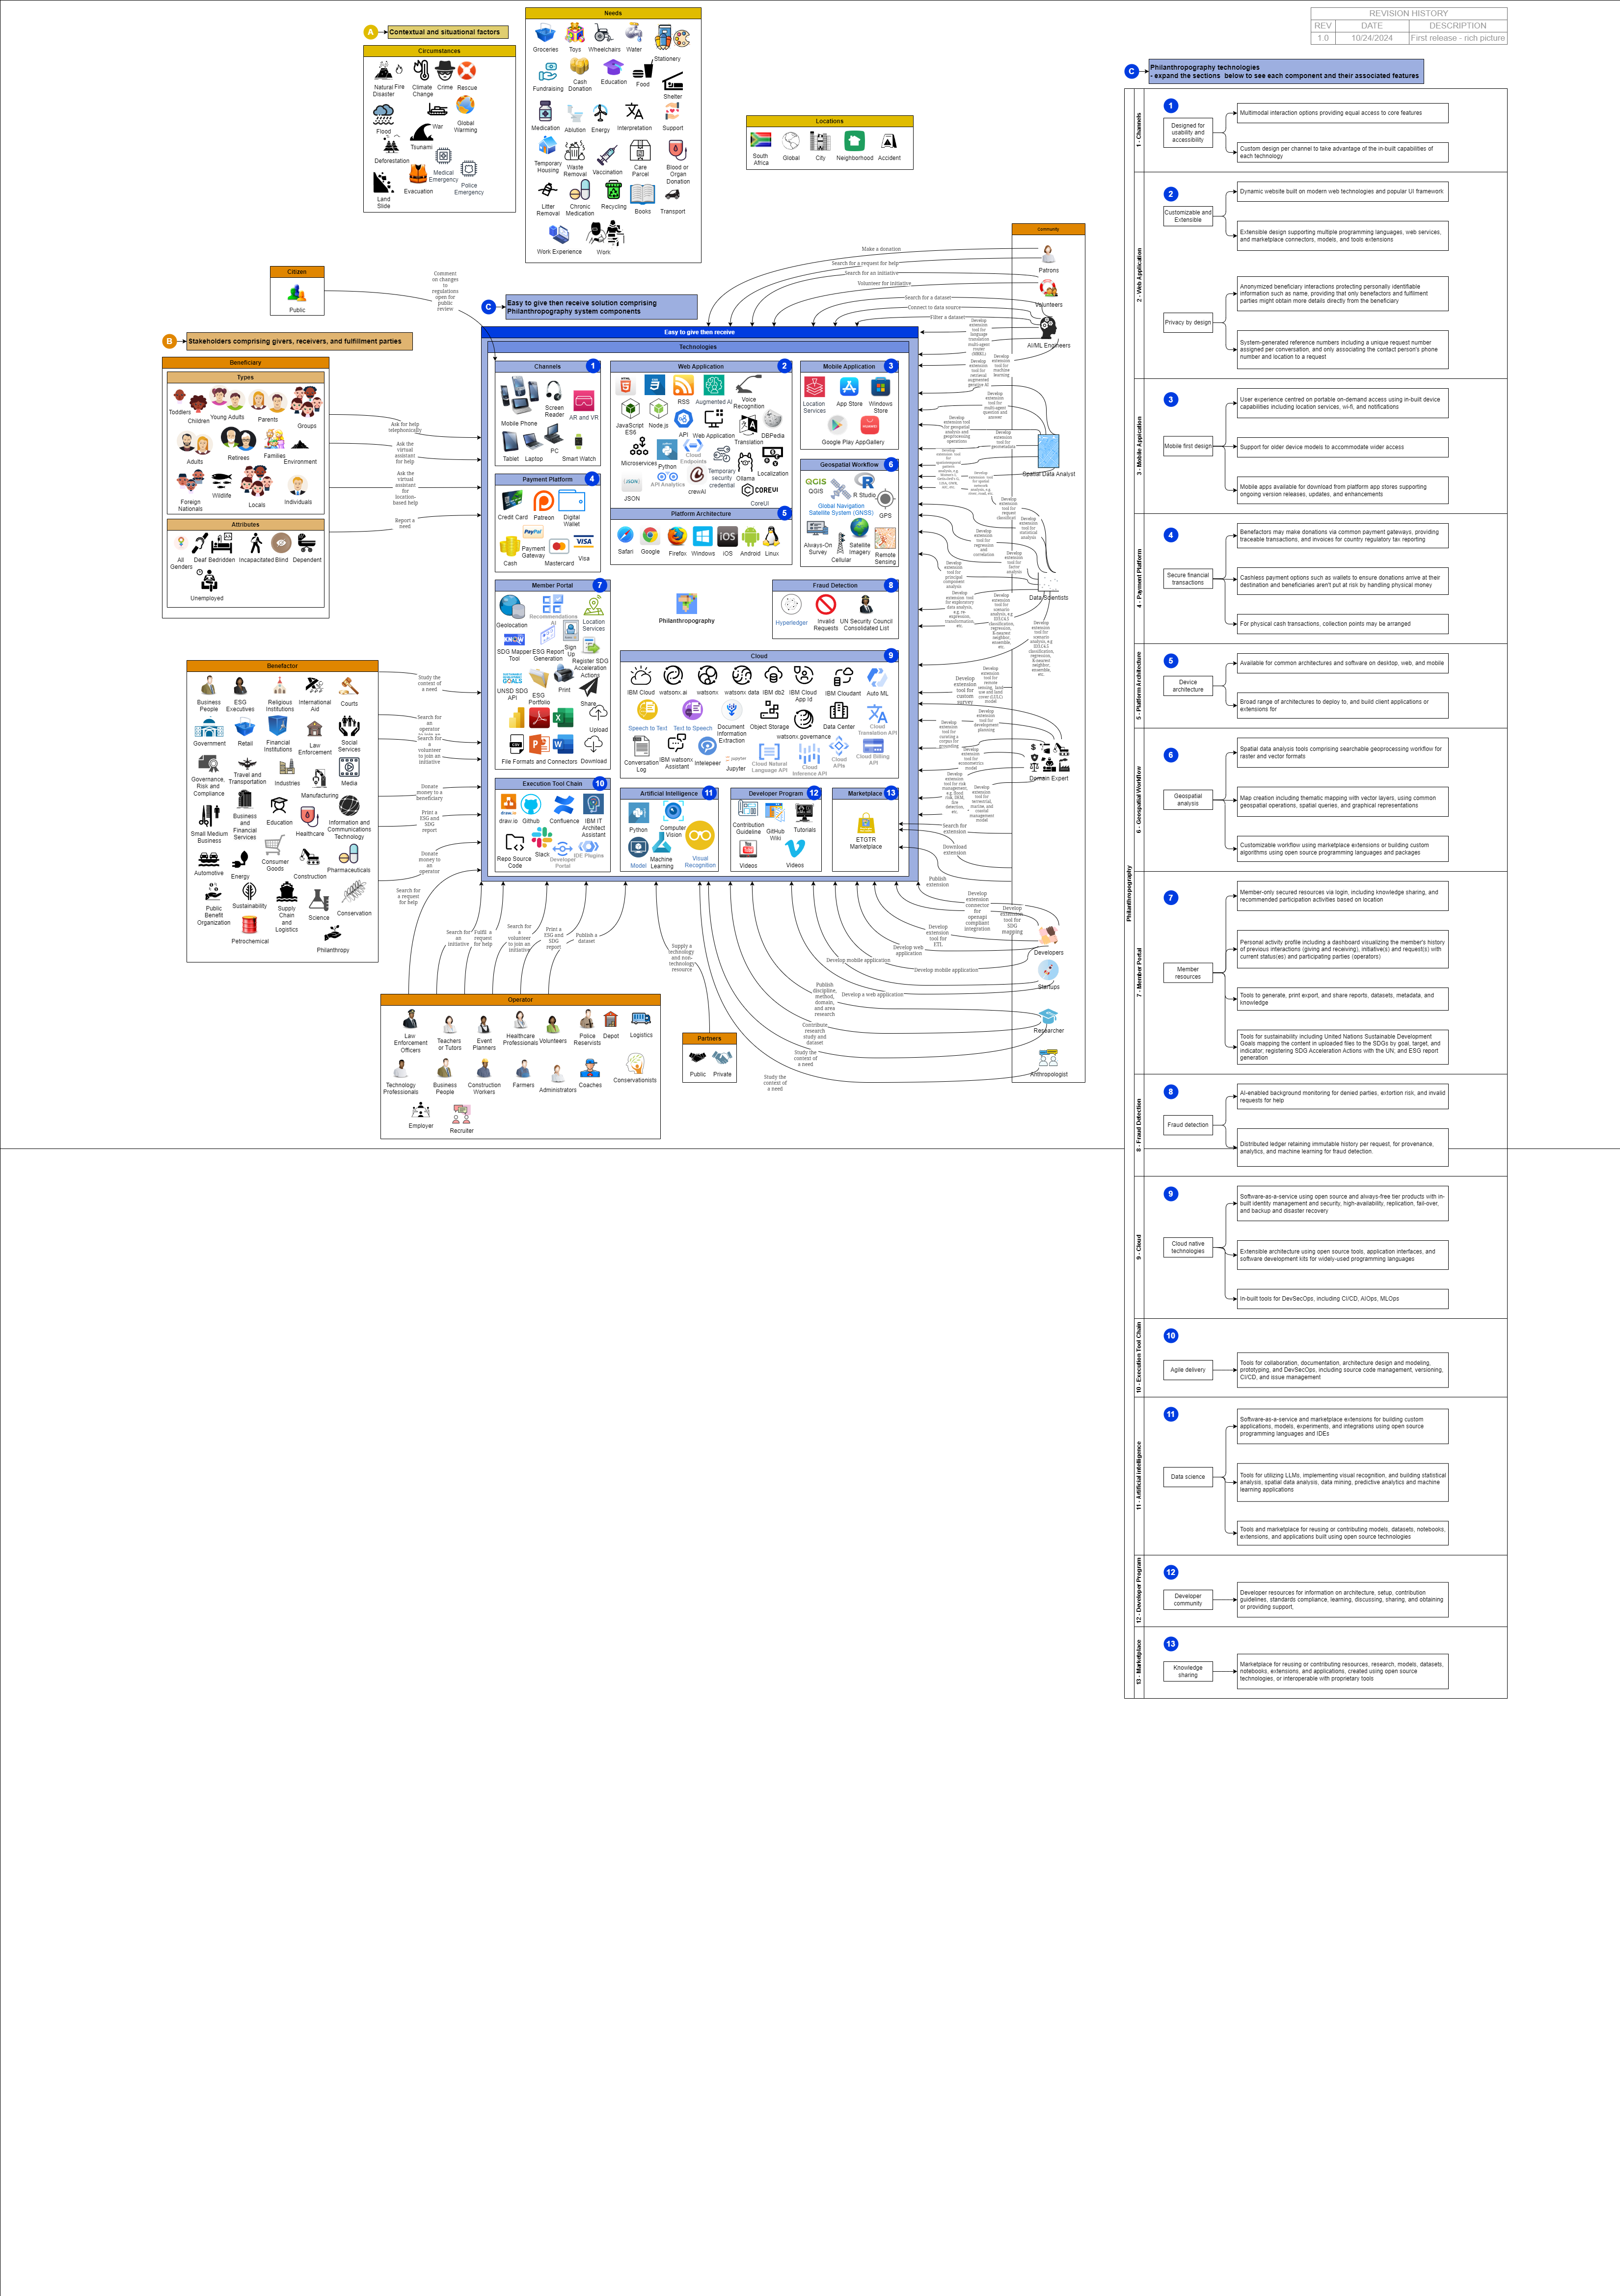 REVISION HISTORY
REV DATE DESCRIPTION
1.0 10/24/2024 First release - rich picture
A
Contextual and situational factors
Circumstances
Natural
Disaster
Fire
Climate
Change
Crime
Rescue
Flood
War
Global
Warming
Tsunami
Deforestation
Medical
Emergency
Evacuation
Police
Emergency
Land
Slide
Needs
Groceries
Toys
Wheelchairs
Water
Stationery
Fundraising
Cash
Donation
Education
Food
Shelter
Medication
Ablution
Energy
Interpretation
Support
Temporary
Housing
Waste
Removal
Vaccination
Care
Parcel
Blood or
Organ
Donation
Litter
Removal
Chronic
Medication
Recycling
Books
Transport
Work Experience
Work
Locations
South
Africa
Global
City
Neighborhood
Accident
Citizen
Public
Comment
on changes
to
regulations
open for
public
review
B
Stakeholders comprising givers, receivers, and fulfillment parties
Beneficiary
Types
Toddlers
Children
Young Adults
Parents
Groups
Adults
Retirees
Families
Environment
Foreign
Nationals
Wildlife
Locals
Individuals
Attributes
All
Genders
Deaf
Bedridden
Incapacitated
Blind
Dependent
Unemployed
Ask for help
telephonically
Ask the
virtual
assistant
for help
Ask the
virtual
assistant
for
location-
based help
Report a
need
Benefactor
Business
People
ESG
Executives
Religious
Institutions
International
Aid
Courts
Government
Retail
Financial
Institutions
Law
Enforcement
Social
Services
Governance,
Risk and
Compliance
Travel and
Transportation
Industries
Manufacturing
Media
Small Medium
Business
Business
and
Financial
Services
Education
Healthcare
Information and
Communications
Technology
Automotive
Energy
Consumer
Goods
Construction
Pharmaceuticals
Public
Benefit
Organization
Sustainability
Supply
Chain
and
Logistics
Science
Conservation
Petrochemical
Philanthropy
Study the
context of
a need
Search for
an
operator
Search for
a
volunteer
to join an
initiative
Donate
money to a
beneficiary
Print a
ESG and
SDG
report
Donate
money to
an
operator
Search for
a request
for help
C
Easy to give then receive solution comprising
Philanthropography system components
Easy to give then receive
Technologies
Channels
1
Mobile Phone
Screen
Reader
AR and VR
Tablet
Laptop
PC
Smart Watch
Web Application
2
RSS
Augmented AI
Voice
Recognition
JavaScript
ES6
Node.js
API
Web Application
Translation
DBPedia
Microservices
Python
Cloud
Endpoints
API Analytics
Temporary
security
credential
Ollama
Localization
JSON
crewAI
COREUI
CoreUI
Mobile Application
3
Location
Services
App Store
Windows
Store
Google Play
AppGallery
Payment Platform
4
Credit Card
Patreon
Digital
Wallet
PayPal
Payment
Gateway
Cash
Mastercard
VISA
Visa
Platform Architecture
5
Safari
Google
Firefox
Windows
iOS
Android
Linux
Geospatial Workflow
6
QGIS
QGIS
R Studio
Global Navigation
Satellite System (GNSS)
GPS
Always-On
Survey
Cellular
Satellite
Imagery
Remote
Sensing
Member Portal
7
Geolocation
Recommendations
AI
Location
Services
SDG Mapper
Tool
ESG Report
Generation
Sign
Up
Register SDG
Acceleration
Actions
UNSD SDG
API
ESG
Portfolio
Print
Share
Upload
File Formats and Connectors
Download
Philanthropography
Fraud Detection
8
Hyperledger
Invalid
Requests
UN Security Council
Consolidated List
Cloud
9
IBM Cloud
watsonx.ai
watsonx
watsonx.data
IBM db2
IBM Cloud
App Id
IBM Cloudant
Auto ML
Speech to Text
Text to Speech
Document
Information
Extraction
Object Storage
watsonx.governance
Data Center
Cloud
Translation API
Conversation
Log
IBM watsonx
Assistant
Intelepeer
Jupyter
Cloud Natural
Language API
Cloud
Inference API
Cloud
APIs
Cloud Billing
API
Execution Tool Chain
10
draw.io
Github
Confluence
IBM IT
Architect
Assistant
Repo Source
Code
Slack
Developer
Portal
IDE Plugins
Artificial Intelligence
11
Python
Computer
Vision
Model
Machine
Learning
Visual
Recognition
Developer Program
12
Contribution
Guideline
GitHub
Wiki
Tutorials
Videos
Videos
Marketplace
13
ETGTR
Marketplace
Community
Patrons
Volunteers
AI/ML Engineers
Spatial Data Analyst
Data Scientists
Domain Expert
Developers
Startups
Researcher
Anthropologist
Make a donation
Search for a request for help
Search for an initiative
Volunteer for initiative
Search for a dataset
Connect to data source
Filter a dataset
Search for
extension
Download
extension
Publish
extension
Develop
extension
connector
for
openapi
compliant
integration
Develop
extension
tool for
SDG
mapping
Develop
extension
tool for
ETL
Develop web
application
Develop mobile application
Develop mobile application
Develop a web application
Publish
discipline,
method,
domain,
and area
research
Contribute
research
study and
dataset
Study the
context of
a need
Study the
context of
a need
Search for
an
initiative
Fulfil a
request
for help
Search for
a
volunteer
to join an
initiative
Print a
ESG and
SDG
report
Publish a
dataset
Supply a
technology
and non-
technology
resource
Operator
Law
Enforcement
Officers
Teachers
or Tutors
Event
Planners
Healthcare
Professionals
Volunteers
Police
Reservists
Depot
Logistics
Technology
Professionals
Business
People
Construction
Workers
Farmers
Administrators
Coaches
Conservationists
Employer
Recruiter
Partners
Public
Private
C
Philanthropography technologies
- expand the sections below to see each component and their associated features
Philanthropography
1 - Channels
1
Designed for
usability and
accessibility
Multimodal interaction options providing equal access to core features
Custom design per channel to take advantage of the in-built capabilities of
each technology
2 - Web Application
2
Customizable and
Extensible
Dynamic website built on modern web technologies and popular UI framework
Extensible design supporting multiple programming languages, web services,
and marketplace connectors, models, and tools extensions
Privacy by design
Anonymized beneficiary interactions protecting personally identifiable
information such as name, providing that only benefactors and fulfilment
parties might obtain more details directly from the beneficiary
System-generated reference numbers including a unique request number
assigned per conversation, and only associating the contact person's phone
number and location to a request
3 - Mobile Application
3
Mobile first design
User experience centred on portable on-demand access using in-built device
capabilities including location services, wi-fi, and notifications
Support for older device models to accommodate wider access
Mobile apps available for download from platform app stores supporting
ongoing version releases, updates, and enhancements
4 - Payment Platform
4
Secure financial
transactions
Benefactors may make donations via common payment gateways, providing
traceable transactions, and invoices for country regulatory tax reporting
Cashless payment options such as wallets to ensure donations arrive at their
destination and beneficiaries aren't put at risk by handling physical money
For physical cash transactions, collection points may be arranged
5 - Platform Architecture
5
Device
architecture
Available for common architectures and software on desktop, web, and mobile
Broad range of architectures to deploy to, and build client applications or
extensions for
6 - Geospatial Workflow
6
Geospatial
analysis
Spatial data analysis tools comprising searchable geoprocessing workflow for
raster and vector formats
Map creation including thematic mapping with vector layers, using common
geospatial operations, spatial queries, and graphical representations
Customizable workflow using marketplace extensions or building custom
algorithms using open source programming languages and packages
7 - Member Portal
7
Member
resources
Member-only secured resources via login, including knowledge sharing, and
recommended participation activities based on location
Personal activity profile including a dashboard visualizing the member's history
of previous interactions (giving and receiving), initiative(s) and request(s) with
current status(es) and participating parties (operators)
Tools to generate, print export, and share reports, datasets, metadata, and
knowledge
Tools for sustainability including United Nations Sustainable Development
Goals mapping the content in uploaded files to the SDGs by goal, target, and
indicator; registering SDG Acceleration Actions with the UN; and ESG report
generation
8 - Fraud Detection
8
Fraud detection
AI-enabled background monitoring for denied parties, extortion risk, and invalid
requests for help
Distributed ledger retaining immutable history per request, for provenance,
analytics, and machine learning for fraud detection.
9 - Cloud
9
Cloud native
technologies
Software-as-a-service using open source and always-free tier products with in-
built identity management and security, high-availability, replication, fail-over,
and backup and disaster recovery
Extensible architecture using open source tools, application interfaces, and
software development kits for widely-used programming languages
In-built tools for DevSecOps, including CI/CD, AIOps, MLOps
10 - Execution Tool Chain
10
Agile delivery
Tools for collaboration, documentation, architecture design and modeling,
prototyping, and DevSecOps, including source code management, versioning,
CI/CD, and issue management
11 - Artificial intelligence
11
Data science
Software-as-a-service and marketplace extensions for building custom
applications, models, experiments, and integrations using open source
programming languages and IDEs
Tools for utilizing LLMs, implementing visual recognition, and building statistical
analysis, spatial data analysis, data mining, predictive analytics and machine
learning applications
Tools and marketplace for reusing or contributing models, datasets, notebooks,
extensions, and applications built using open source technologies
12 - Developer Program
12
Developer
community
Developer resources for information on architecture, setup, contribution
guidelines, standards compliance, learning, discussing, sharing, and obtaining
or providing support,
13 - Marketplace
13
Knowledge
sharing
Marketplace for reusing or contributing resources, research, models, datasets,
notebooks, extensions, and applications, created using open source
technologies, or interoperable with proprietary tools